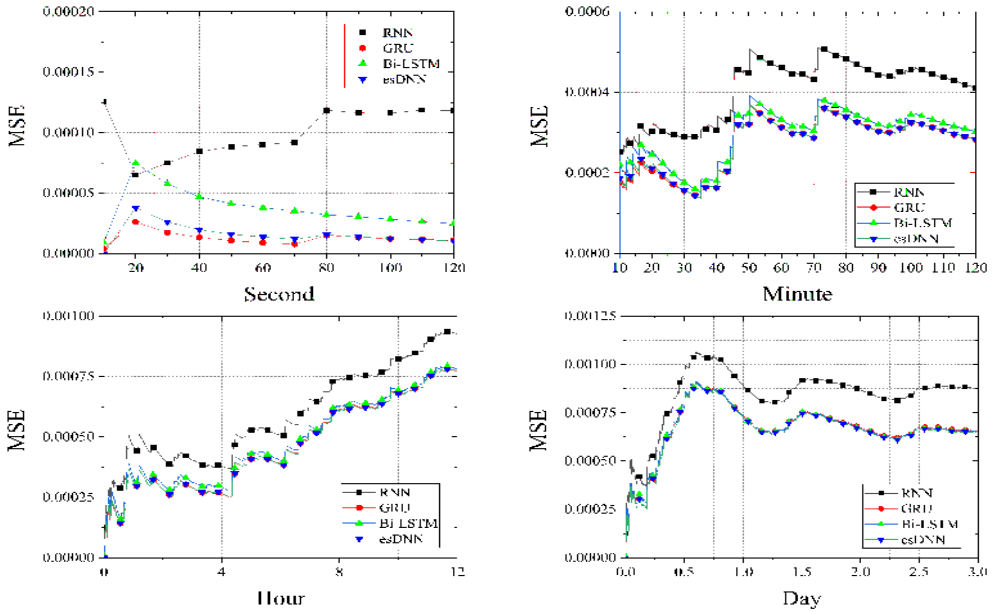 0.00020
0.00015
0.00010
0.00005
0.00000
MSE
RNN
GRU
Bi-LSTM
esDNN
20 40 60 80 100 120
Second
0.0006
0.0004
0.0002
0.0000
MSE
RNN
GRU
Bi-LSTM
esDNN
10 20 30 40 50 60 70 80 90 100 110 120
Minute
0.00100
0.00075
0.00050
0.00025
0.00000
MSE
RNN
GRU
Bi-LSTM
esDNN
0 4 8 12
Hour
0.00125
0.00100
0.00075
0.00050
0.00025
0.00000
MSE
RNN
GRU
Bi-LSTM
esDNN
0.0 0.5 1.0 1.5 2.0 2.5 3.0
Day